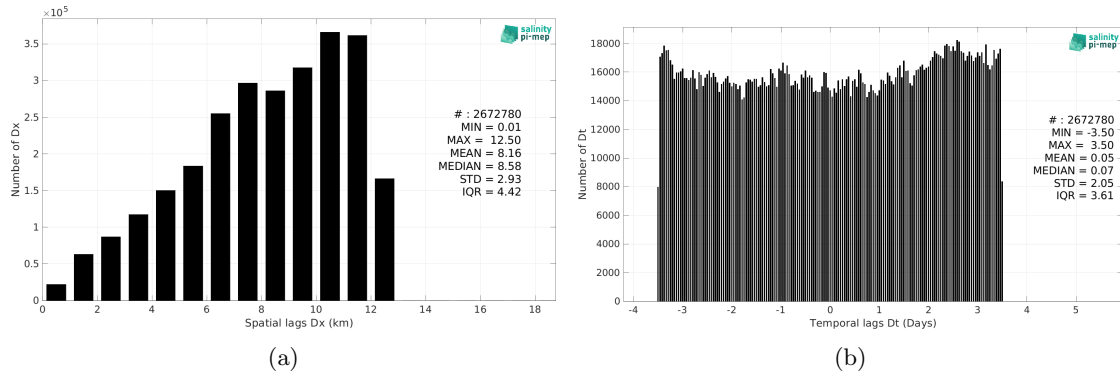 ×10⁵
3.5
3
2.5
2
1.5
1
0.5
0
Number of Dx
0 2 4 6 8 10 12 14 16 18
Spatial lags Dx (km)
salinity
pi-mep
# : 2672780
MIN = 0.01
MAX = 12.50
MEAN = 8.16
MEDIAN = 8.58
STD = 2.93
IQR = 4.42
(a)
18000
16000
14000
12000
10000
8000
6000
4000
2000
0
Number of Dt
-4 -3 -2 -1 0 1 2 3 4 5
Temporal lags Dt (Days)
salinity
pi-mep
# : 2672780
MIN = -3.50
MAX = 3.50
MEAN = 0.05
MEDIAN = 0.07
STD = 2.05
IQR = 3.61
(b)